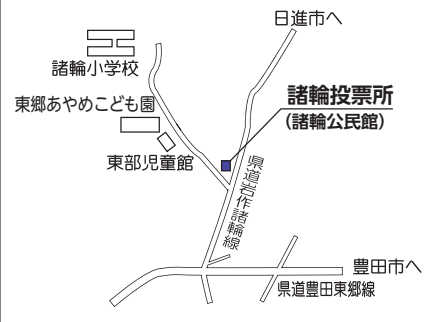 日進市へ
諸輪小学校
諸輪投票所
(諸輪公民館)
東郷あやめこども園
東部児童館
県道岩作諸輪線
豊田市へ
県道豊田東郷線